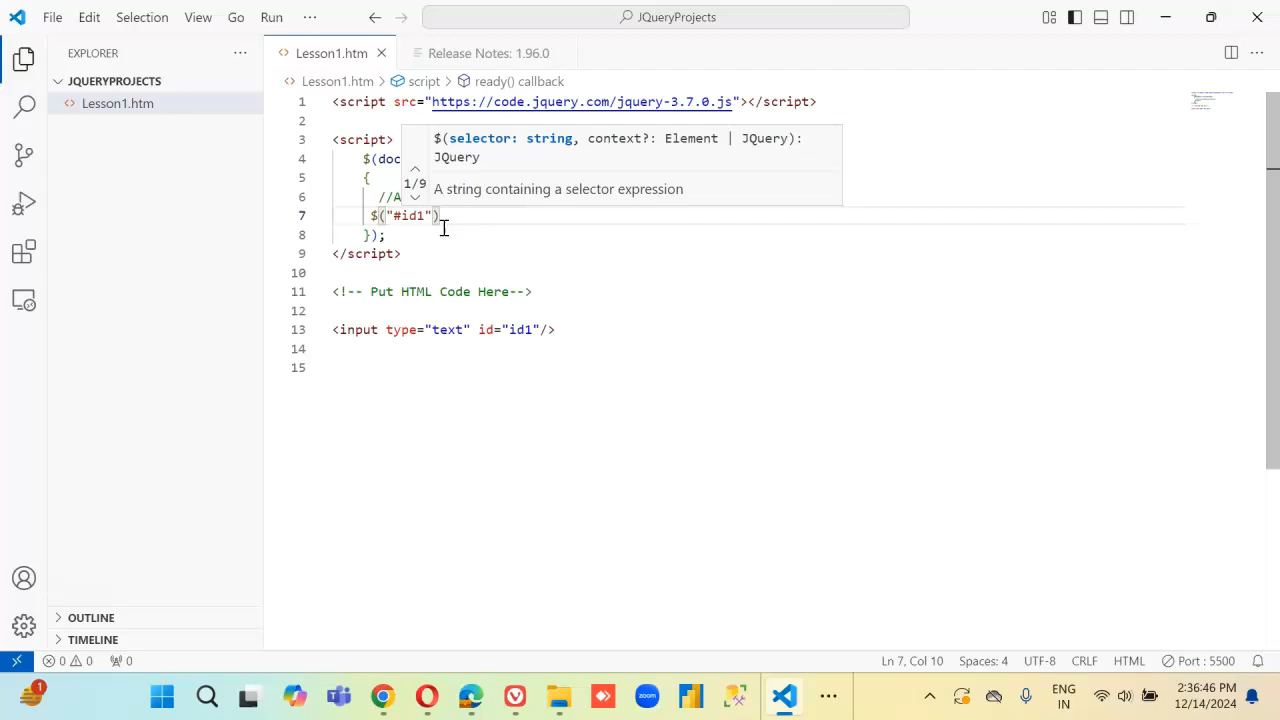 File Edit Selection View Go Run ··· JQueryProjects
EXPLORER ···
JQUERYPROJECTS
Lesson1.htm
OUTLINE
TIMELINE
Lesson1.htm Release Notes: 1.96.0 ···
Lesson1.htm > script > ready() callback
1 <script src="https://code.jquery.com/jquery-3.7.0.js"></script>
2
3 <script>
4 $(doc
5 {
6 //A
7 $("#id1")
8 });
9 </script>
10
11 <!-- Put HTML Code Here-->
12
13 <input type="text" id="id1"/>
14
15
$(selector: string, context?: Element | JQuery):
JQuery
1/9
A string containing a selector expression
0 0 0 Ln 7, Col 10 Spaces: 4 UTF-8 CRLF HTML Port : 5500
1 zoom ··· ENG 2:36:46 PM
IN 12/14/2024